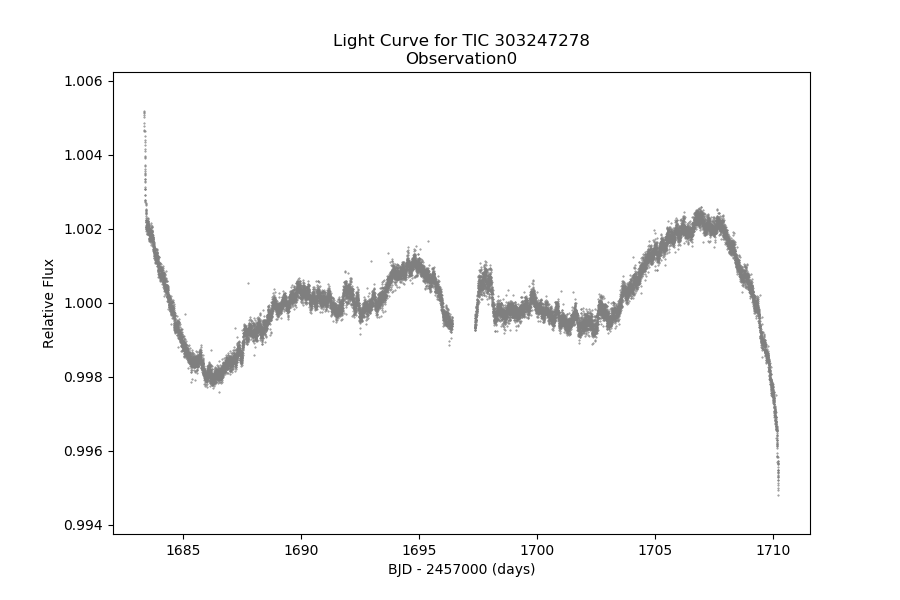 Light Curve for TIC 303247278
Observation0
1.006
1.004
1.002
1.000
0.998
0.996
0.994
Relative Flux
1685 1690 1695 1700 1705 1710
BJD - 2457000 (days)